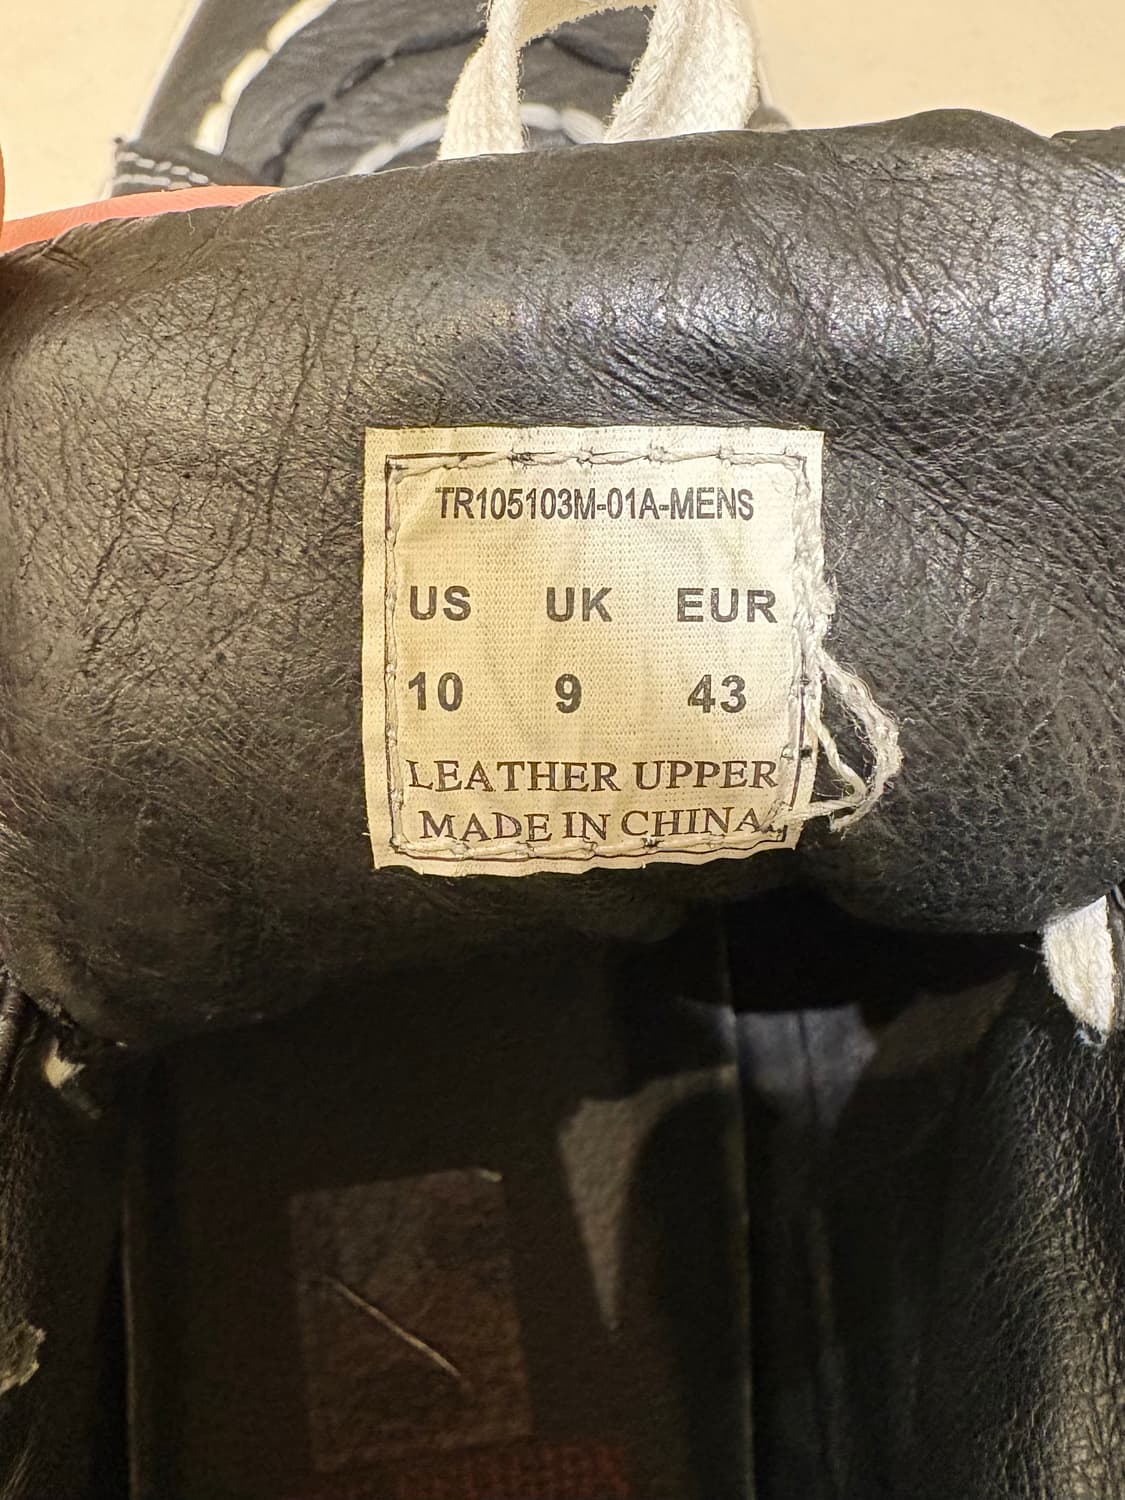 TR105103M-01A-MENS
US UK EUR
10 9 43
LEATHER UPPER
MADE IN CHINA